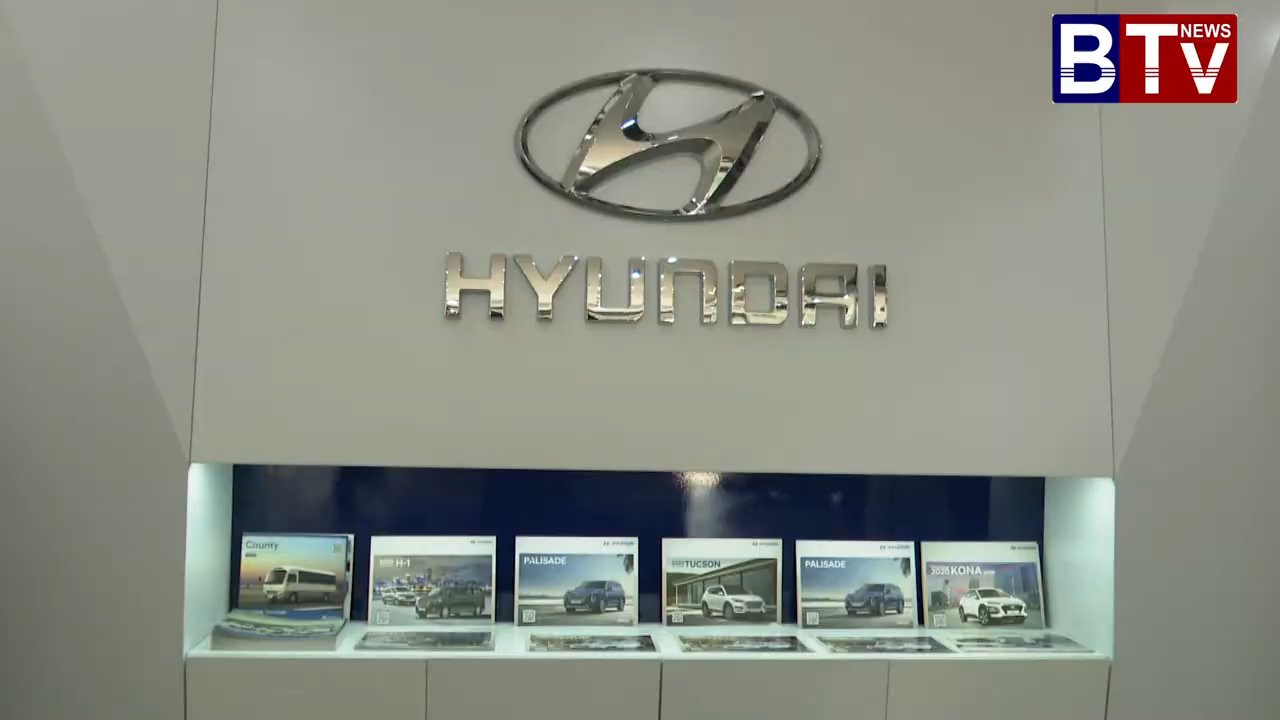 BTV NEWS
HYUNDAI
County
H-1
PALISADE
TUCSON
PALISADE
2020 KONA